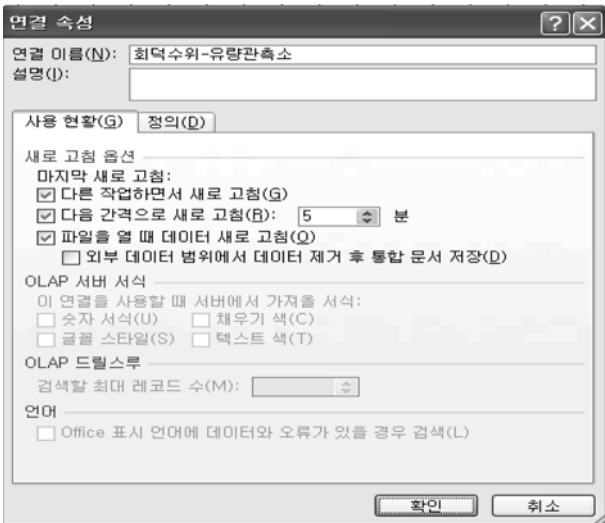 연결 속성
연결 이름(N): 회덕수위-유량관측소
설명(I):
사용 현황(G) 정의(D)
새로 고침 옵션
마지막 새로 고침:
다른 작업하면서 새로 고침(G)
다음 간격으로 새로 고침(R): 5 분
파일을 열 때 데이터 새로 고침(O)
외부 데이터 범위에서 데이터 제거 후 통합 문서 저장(D)
OLAP 서버 서식
이 연결을 사용할 때 서버에서 가져올 서식:
숫자 서식(U) 채우기 색(C)
글꼴 스타일(S) 텍스트 색(T)
OLAP 드릴스루
검색할 최대 레코드 수(M):
언어
Office 표시 언어에 데이터와 오류가 있을 경우 검색(L)
확인 취소